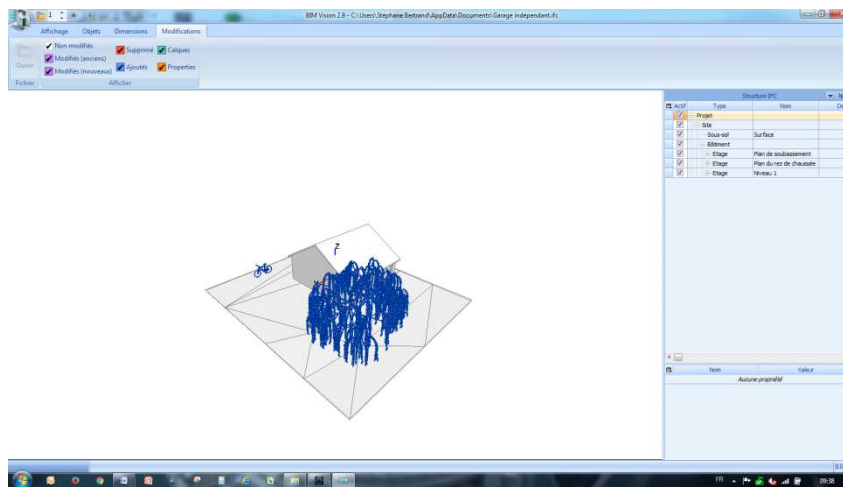 1
BIM Vision 2.9 - C:\Users\Stéphane Bertrand\AppData\Documents\Garage indépendant.ifc
Affichage Objets Dimensions Modifications
Ouvrir
Non modifiés
Modifiés (anciens)
Modifiés (nouveaux)
Supprimé
Ajoutés
Calques
Properties
Fichier Afficher
Structure IFC
Actif Type Nom
Projet
Site
Sous-sol Surface
Bâtiment
Etage Plan de soubassement
Etage Plan du rez de chaussée
Etage Niveau 1
Z
Nom Valeur
Aucune propriété
FR
09:38